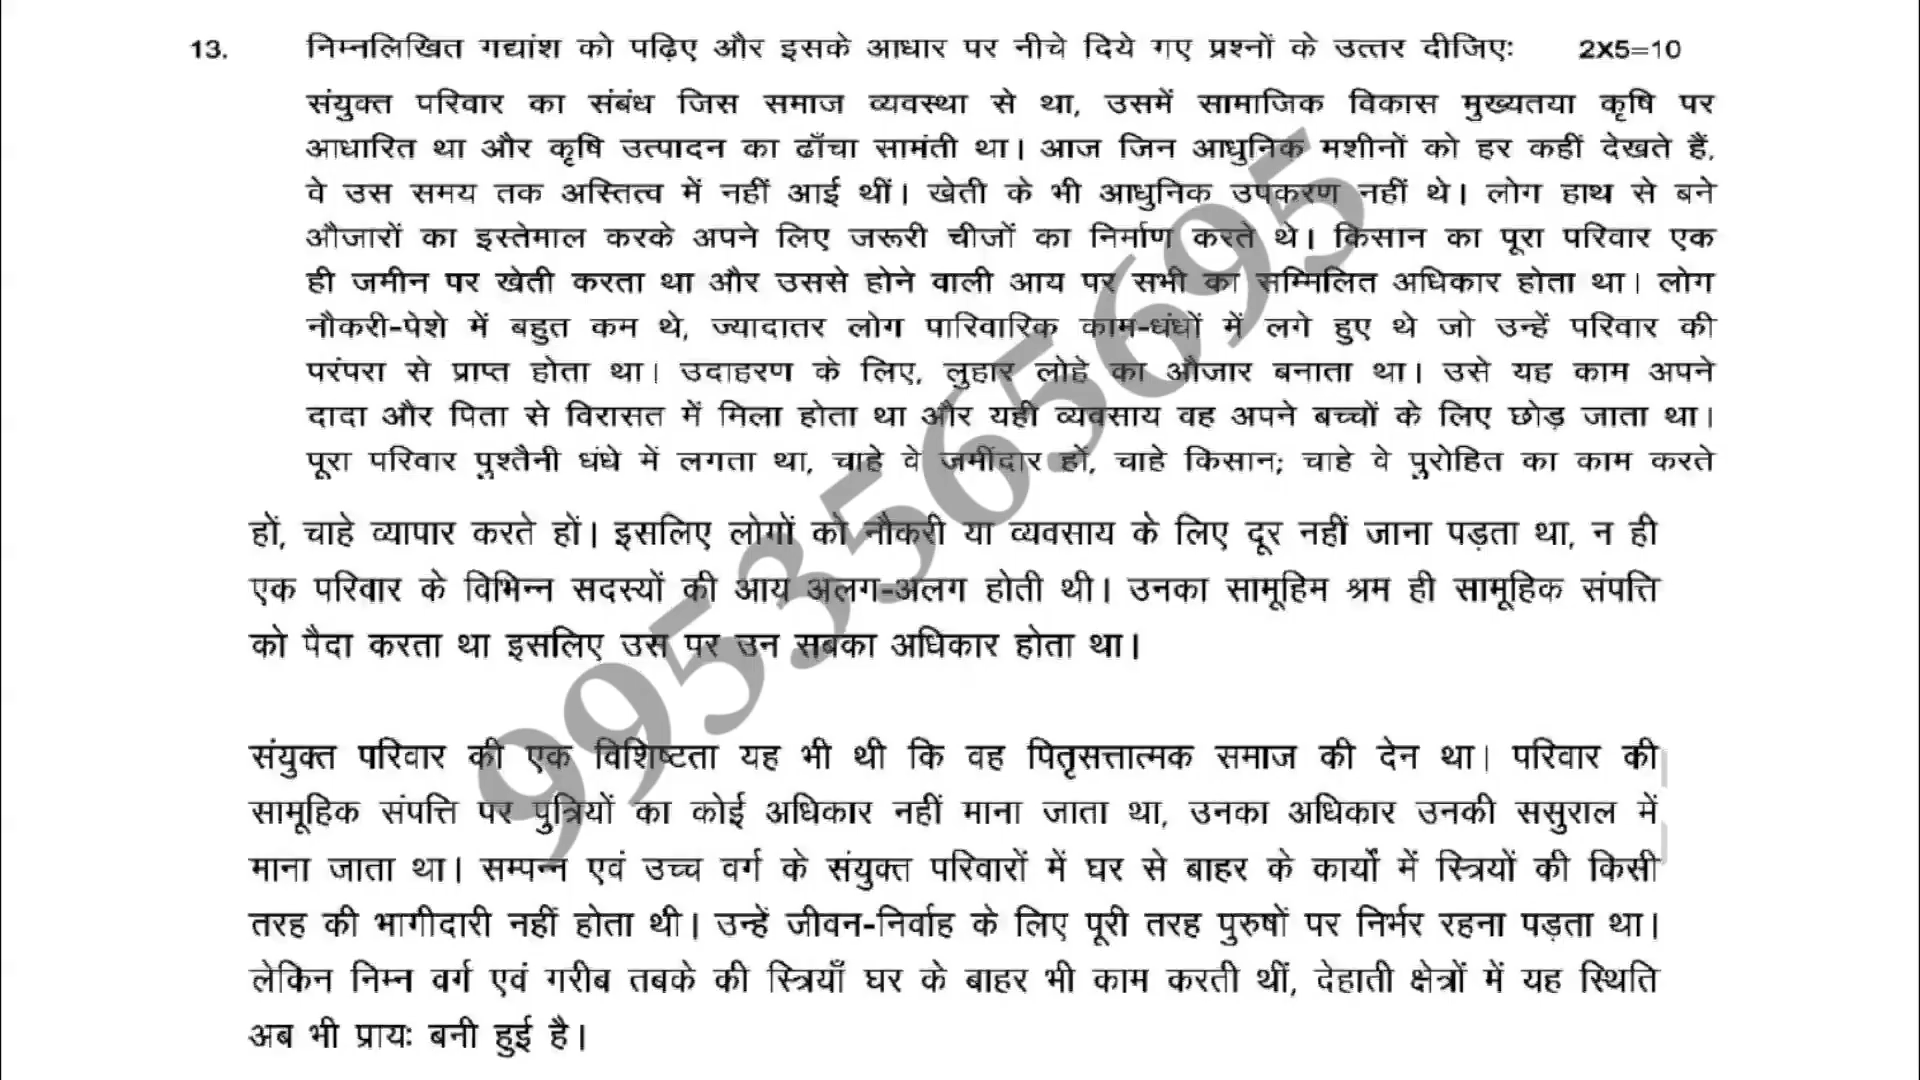 13. निम्नलिखित गद्यांश को पढ़िए और इसके आधार पर नीचे दिये गए प्रश्नों के उत्तर दीजिए: 2X5=10
संयुक्त परिवार का संबंध जिस समाज व्यवस्था से था, उसमें सामाजिक विकास मुख्यतया कृषि पर
आधारित था और कृषि उत्पादन का ढाँचा सामंती था। आज जिन आधुनिक मशीनों को हर कहीं देखते हैं,
वे उस समय तक अस्तित्व में नहीं आई थीं। खेती के भी आधुनिक उपकरण नहीं थे। लोग हाथ से बने
औजारों का इस्तेमाल करके अपने लिए जरूरी चीजों का निर्माण करते थे। किसान का पूरा परिवार एक
ही जमीन पर खेती करता था और उससे होने वाली आय पर सभी का सम्मिलित अधिकार होता था। लोग
नौकरी-पेशे में बहुत कम थे, ज्यादातर लोग पारिवारिक काम-धंधों में लगे हुए थे जो उन्हें परिवार की
परंपरा से प्राप्त होता था। उदाहरण के लिए, लुहार लोहे का औजार बनाता था। उसे यह काम अपने
दादा और पिता से विरासत में मिला होता था और यही व्यवसाय वह अपने बच्चों के लिए छोड़ जाता था।
पूरा परिवार पुश्तैनी धंधे में लगता था, चाहे वे जमींदार हों, चाहे किसान; चाहे वे पुरोहित का काम करते
हों, चाहे व्यापार करते हों। इसलिए लोगों को नौकरी या व्यवसाय के लिए दूर नहीं जाना पड़ता था, न ही
एक परिवार के विभिन्न सदस्यों की आय अलग-अलग होती थी। उनका सामूहिम श्रम ही सामूहिक संपत्ति
को पैदा करता था इसलिए उस पर उन सबका अधिकार होता था।
संयुक्त परिवार की एक विशिष्टता यह भी थी कि वह पितृसत्तात्मक समाज की देन था। परिवार की
सामूहिक संपत्ति पर पुत्रियों का कोई अधिकार नहीं माना जाता था, उनका अधिकार उनकी ससुराल में
माना जाता था। सम्पन्न एवं उच्च वर्ग के संयुक्त परिवारों में घर से बाहर के कार्यों में स्त्रियों की किसी
तरह की भागीदारी नहीं होता थी। उन्हें जीवन-निर्वाह के लिए पूरी तरह पुरुषों पर निर्भर रहना पड़ता था।
लेकिन निम्न वर्ग एवं गरीब तबके की स्त्रियाँ घर के बाहर भी काम करती थीं, देहाती क्षेत्रों में यह स्थिति
अब भी प्रायः बनी हुई है।
9953565695